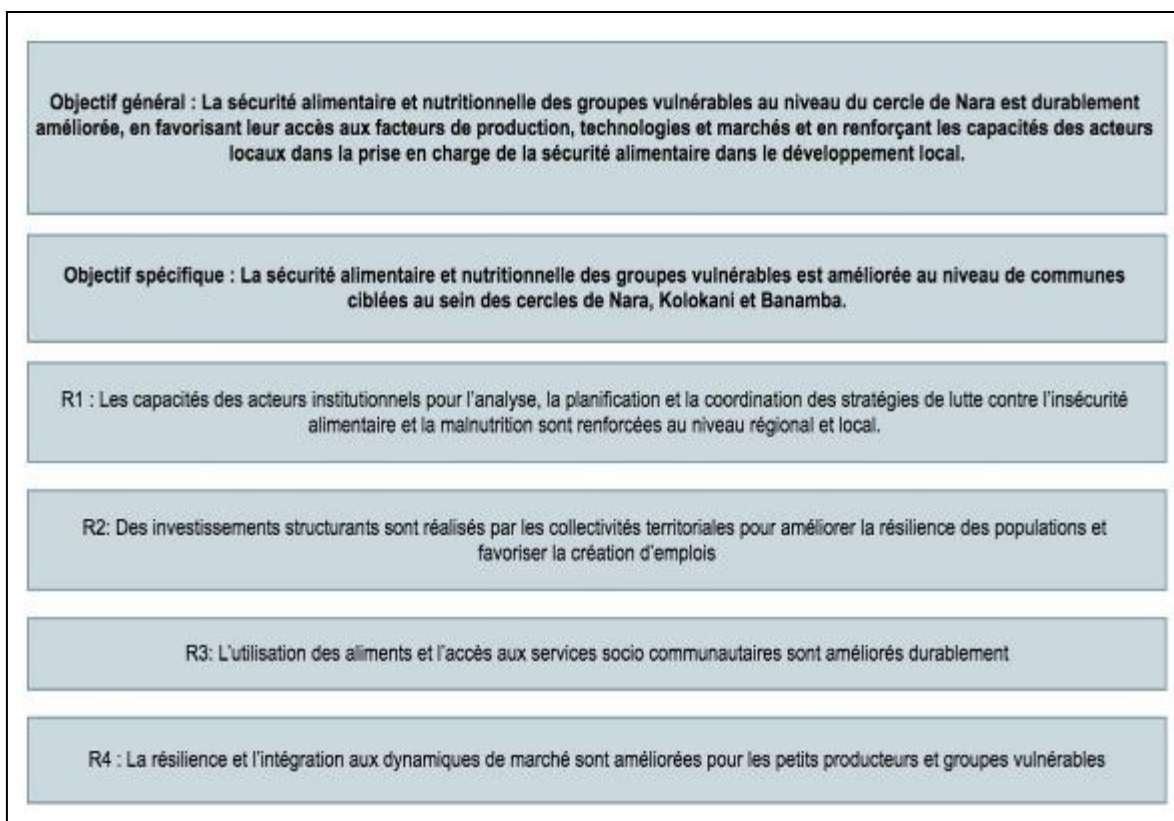 Objectif général : La sécurité alimentaire et nutritionnelle des groupes vulnérables au niveau du cercle de Nara est durablement
améliorée, en favorisant leur accès aux facteurs de production, technologies et marchés et en renforçant les capacités des acteurs
locaux dans la prise en charge de la sécurité alimentaire dans le développement local.
Objectif spécifique : La sécurité alimentaire et nutritionnelle des groupes vulnérables est améliorée au niveau de communes
ciblées au sein des cercles de Nara, Kolokani et Banamba.
R1 : Les capacités des acteurs institutionnels pour l'analyse, la planification et la coordination des stratégies de lutte contre l'insécurité
alimentaire et la malnutrition sont renforcées au niveau régional et local.
R2: Des investissements structurants sont réalisés par les collectivités territoriales pour améliorer la résilience des populations et
favoriser la création d'emplois
R3: L'utilisation des aliments et l'accès aux services socio communautaires sont améliorés durablement
R4 : La résilience et l'intégration aux dynamiques de marché sont améliorées pour les petits producteurs et groupes vulnérables